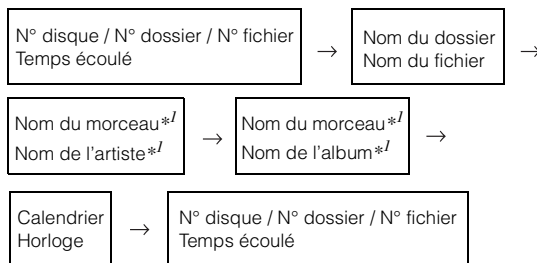 N° disque / N° dossier / N° fichier
Temps écoulé
→
Nom du dossier
Nom du fichier
→
Nom du morceau*1
Nom de l'artiste*1
→
Nom du morceau*1
Nom de l'album*1
→
Calendrier
Horloge
→
N° disque / N° dossier / N° fichier
Temps écoulé